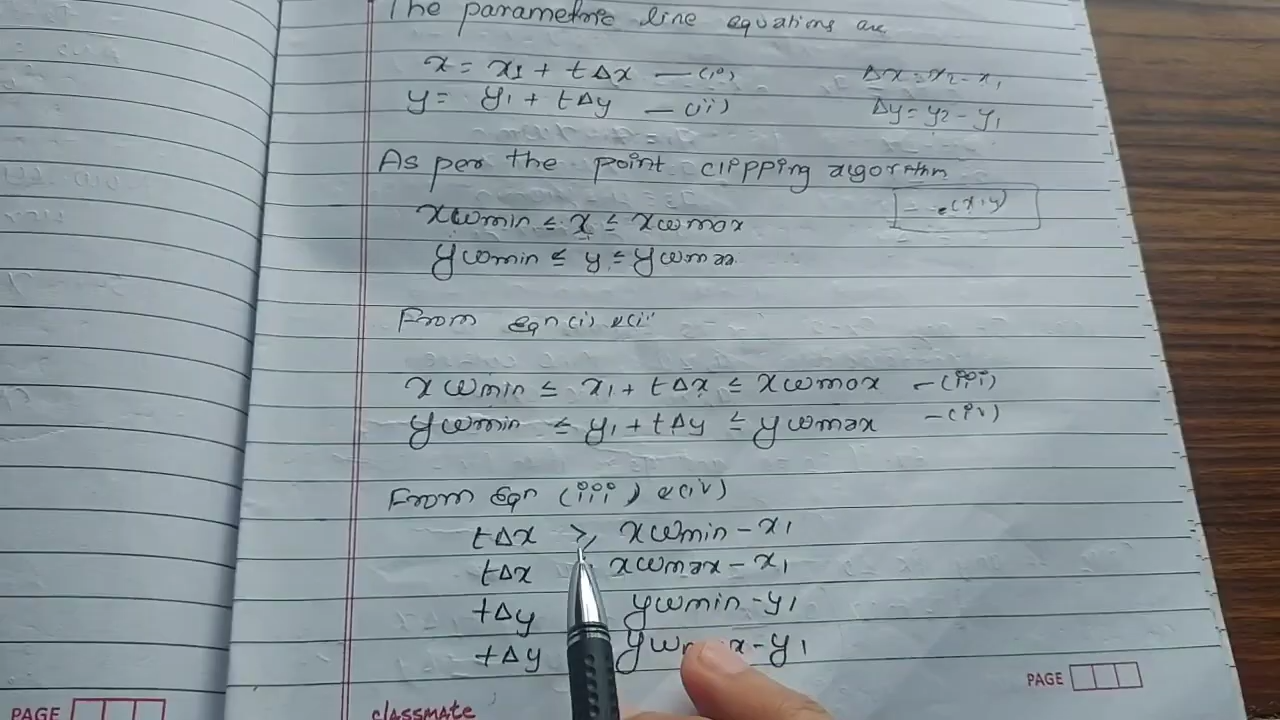 The parametric line equations are
x = x1 + tΔx — (i) Δx = x2 - x1
y = y1 + tΔy — (ii) Δy = y2 - y1
As per the point clippping algorithm
xwmin ≤ x ≤ xwmax (x,y)
ywmin ≤ y ≤ ywmax
From eqn (i) & (ii
xwmin ≤ x1 + tΔx ≤ xwmax - (iii)
ywmin ≤ y1 + tΔy ≤ ywmax - (iv)
From eqn (iii) & (iv)
tΔx ≥ xwmin - x1
tΔx xwmax - x1
tΔy ywmin - y1
tΔy x - y1
PAGE
PAGE
classmate